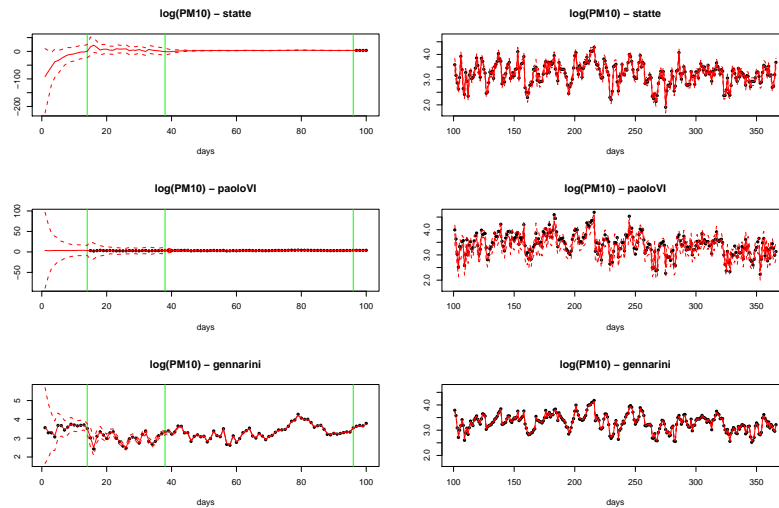 log(PM10) − statte
0
−50
−100
−200
0 20 40 60 80 100
days
log(PM10) − statte
4.0
3.0
2.0
100 150 200 250 300 350
days
log(PM10) − paoloVI
100
50
0
−50
0 20 40 60 80 100
days
log(PM10) − paoloVI
4.0
3.0
2.0
100 150 200 250 300 350
days
log(PM10) − gennarini
5
4
3
2
0 20 40 60 80 100
days
log(PM10) − gennarini
4.0
3.0
2.0
100 150 200 250 300 350
days